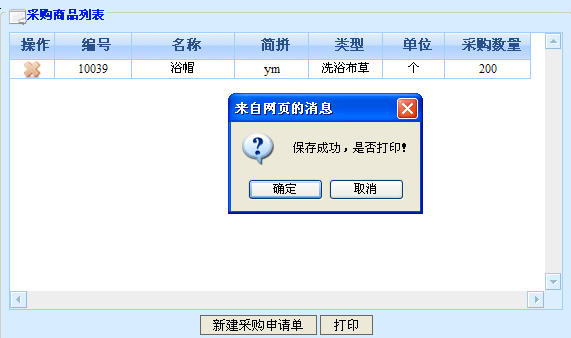 采购商品列表
操作 编号 名称 简拼 类型 单位 采购数量
10039 浴帽 ym 洗浴布草 个 200
来自网页的消息
保存成功，是否打印!
确定 取消
新建采购申请单 打印